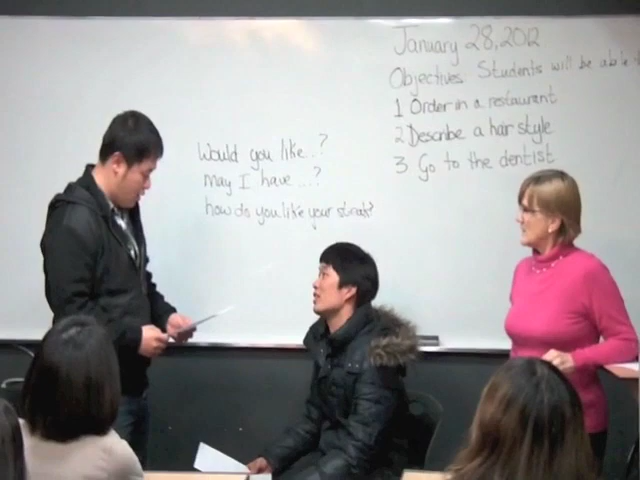 January 28, 2012
Objectives Students will be able
1 Order in a restaurant
2 Describe a hair style
3 Go to the dentist
Would you like...?
may I have...?
how do you like your steak?